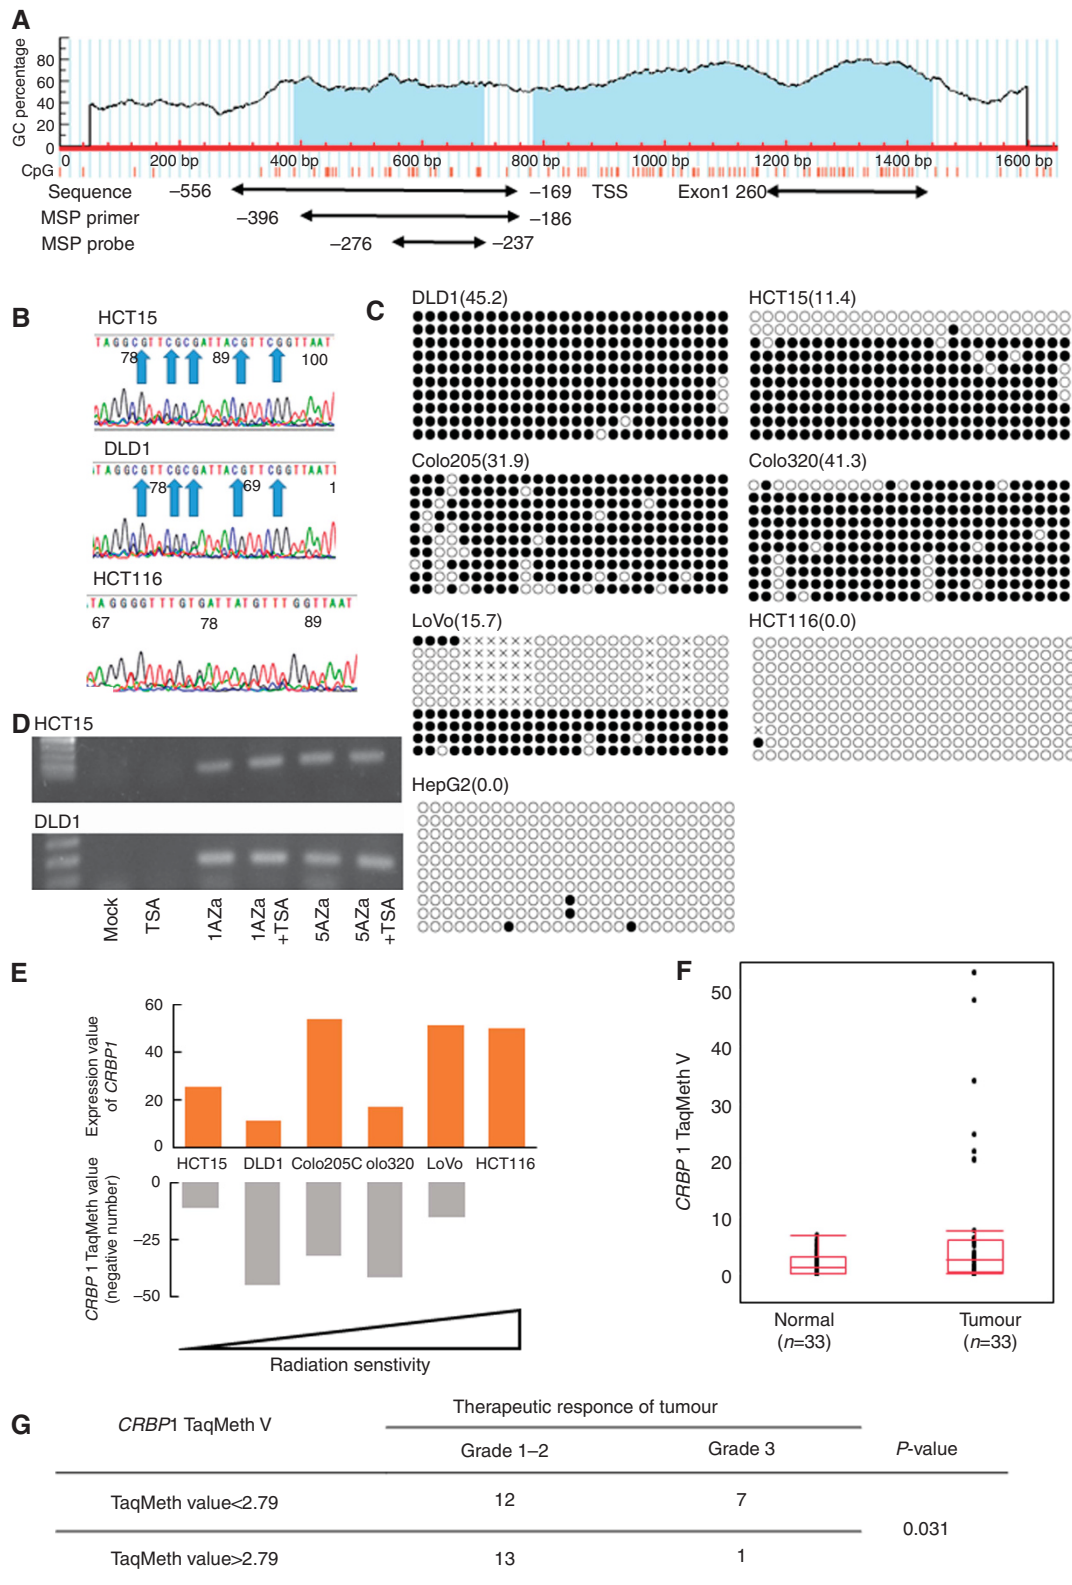 A
GC percentage
80
60
40
20
0
0 200 bp 400 bp 600 bp 800 bp 1000 bp 1200 bp 1400 bp 1600 bp
CpG
Sequence −556 −169 TSS Exon1 260
MSP primer −396 −186
MSP probe −276 −237
B
HCT15
TAGGCGTTCGCGATTACGTTCGGTTAAT
78 89 100
DLD1
TAGGCGTTCGCGATTACGTTCGGTTAATT
78 69 1
HCT116
TAGGGGTTTGTGATTATGTTTGGTTAAT
67 78 89
C
DLD1(45.2)
HCT15(11.4)
Colo205(31.9)
Colo320(41.3)
LoVo(15.7)
HCT116(0.0)
HepG2(0.0)
D
HCT15
DLD1
Mock
TSA
1AZa
1AZa +TSA
5AZa
5AZa +TSA
E
Expression value of CRBP1
60
40
20
0
HCT15 DLD1 Colo205C olo320 LoVo HCT116
CRBP 1 TaqMeth value (negative number)
0
−25
−50
Radiation senstivity
F
CRBP 1 TaqMeth V
50
40
30
20
10
0
Normal (n=33)
Tumour (n=33)
G
CRBP1 TaqMeth V
Therapeutic responce of tumour
Grade 1–2 Grade 3 P-value
TaqMeth value<2.79 12 7
0.031
TaqMeth value>2.79 13 1